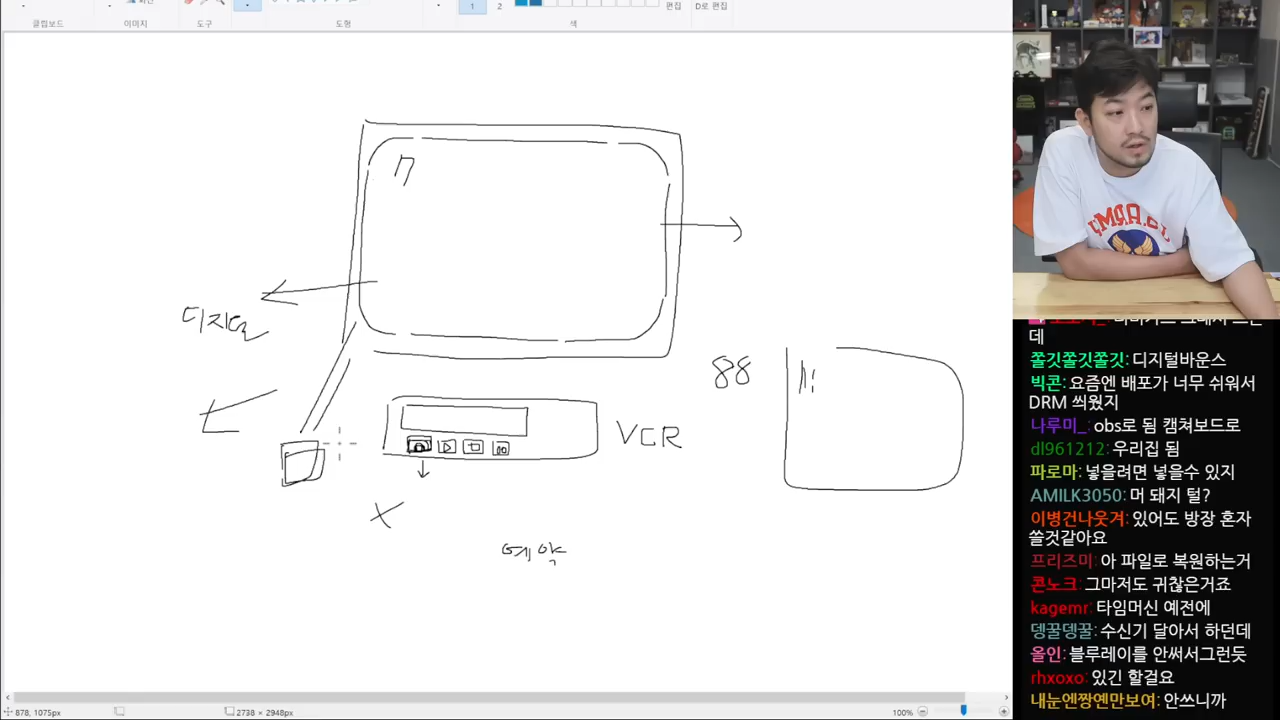 클립보드
이미지
도구
도형
1
2
색
편집
D로 편집
7
디지털
88
VCR
예약
데
쫄깃쫄깃쫄깃: 디지털바운스
빅콘: 요즘엔 배포가 너무 쉬워서
DRM 씌웠지
나루미_: obs로 됨 캡쳐보드로
dl961212: 우리집 됨
파로마: 넣을려면 넣을수 있지
AMILK3050: 머 돼지 털?
이병건나웃겨: 있어도 방장 혼자
쓸것같아요
프리즈미: 아 파일로 복원하는거
콘노크: 그마저도 귀찮은거죠
kagemr: 타임머신 예전에
뎅꿀뎅꿀: 수신기 달아서 하던데
올인: 블루레이를 안써서그런듯
rhxoxo: 있긴 할걸요
내눈엔짱옌만보여: 안쓰니까
878, 1075px
2738 × 2948px
100%